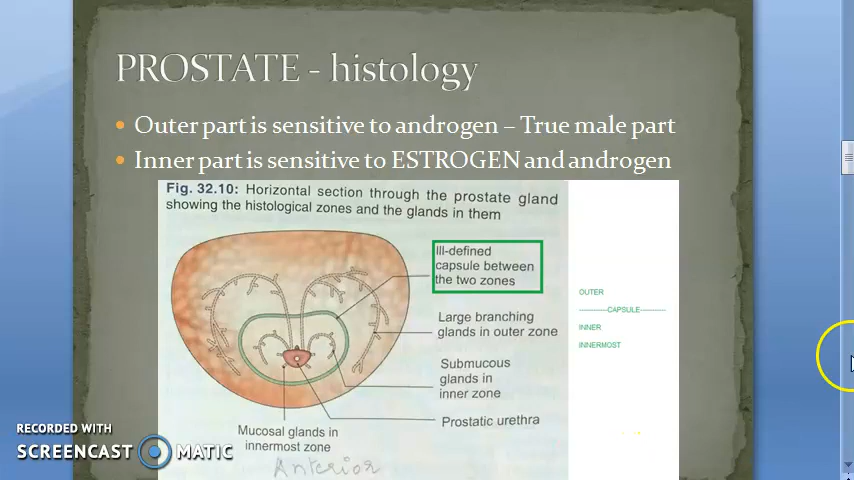 PROSTATE - histology
• Outer part is sensitive to androgen – True male part
• Inner part is sensitive to ESTROGEN and androgen
Fig. 32.10: Horizontal section through the prostate gland
showing the histological zones and the glands in them
Ill-defined
capsule between
the two zones
Large branching
glands in outer zone
Submucous
glands in
inner zone
Prostatic urethra
Mucosal glands in
innermost zone
Anterior
OUTER
----------CAPSULE---------
INNER
INNERMOST
RECORDED WITH
SCREENCAST MATIC